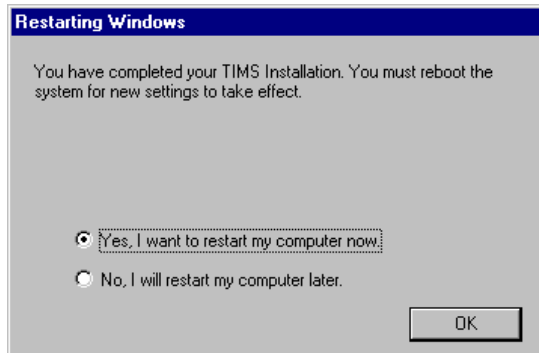 Restarting Windows
You have completed your TIMS Installation. You must reboot the
system for new settings to take effect.
Yes, I want to restart my computer now.
No, I will restart my computer later.
OK